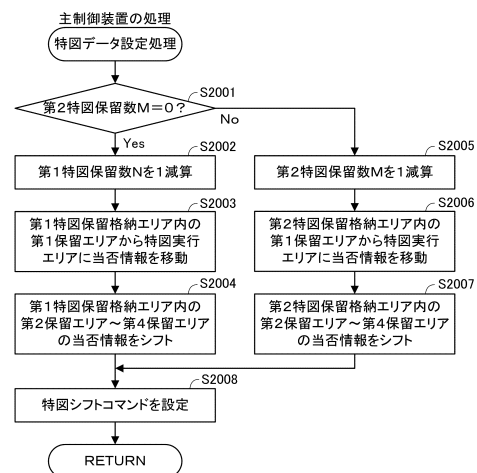 主制御装置の処理
特図データ設定処理
S2001
第2特図保留数M=0?
No
Yes
S2002
第1特図保留数Nを1減算
S2003
第1特図保留格納エリア内の
第1保留エリアから特図実行
エリアに当否情報を移動
S2004
第1特図保留格納エリア内の
第2保留エリア~第4保留エリア
の当否情報をシフト
S2005
第2特図保留数Mを1減算
S2006
第2特図保留格納エリア内の
第1保留エリアから特図実行
エリアに当否情報を移動
S2007
第2特図保留格納エリア内の
第2保留エリア~第4保留エリア
の当否情報をシフト
S2008
特図シフトコマンドを設定
RETURN